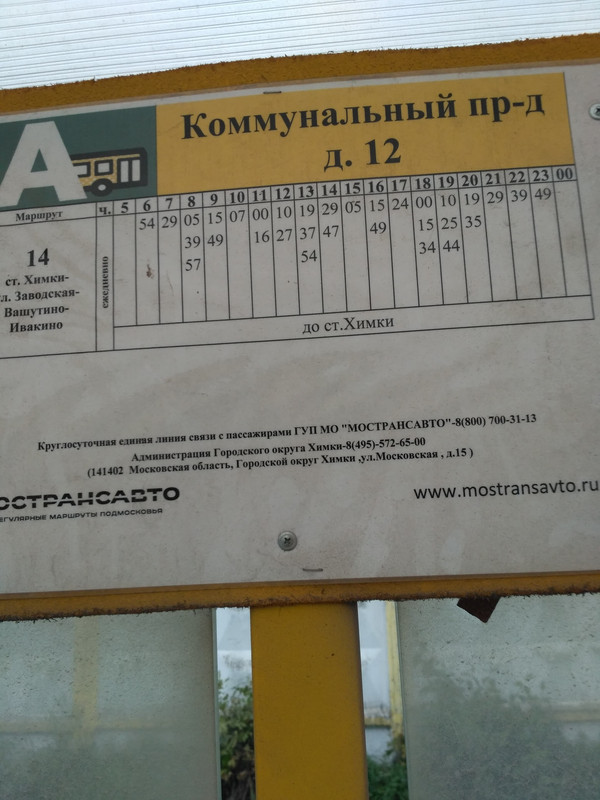 А
Коммунальный пр-д
д. 12
Маршрут ч. 5 6 7 8 9 10 11 12 13 14 15 16 17 18 19 20 21 22 23 00
54 29 05 15 07 00 10 19 29 05 15 24 00 10 19 29 39 49
39 49 16 27 37 47 49 15 25 35
57 54 34 44
14
ст. Химки-
ул. Заводская-
Вашутино-
Ивакино
ежедневно
до ст.Химки
Круглосуточная единая линия связи с пассажирами ГУП МО "МОСТРАНСАВТО"-8(800) 700-31-13
Администрация Городского округа Химки-8(495)-572-65-00
(141402 Московская область, Городской округ Химки ,ул.Московская , д.15 )
ОСТРАНСАВТО
ЕГУЛЯРНЫЕ МАРШРУТЫ ПОДМОСКОВЬЯ
www.mostransavto.ru